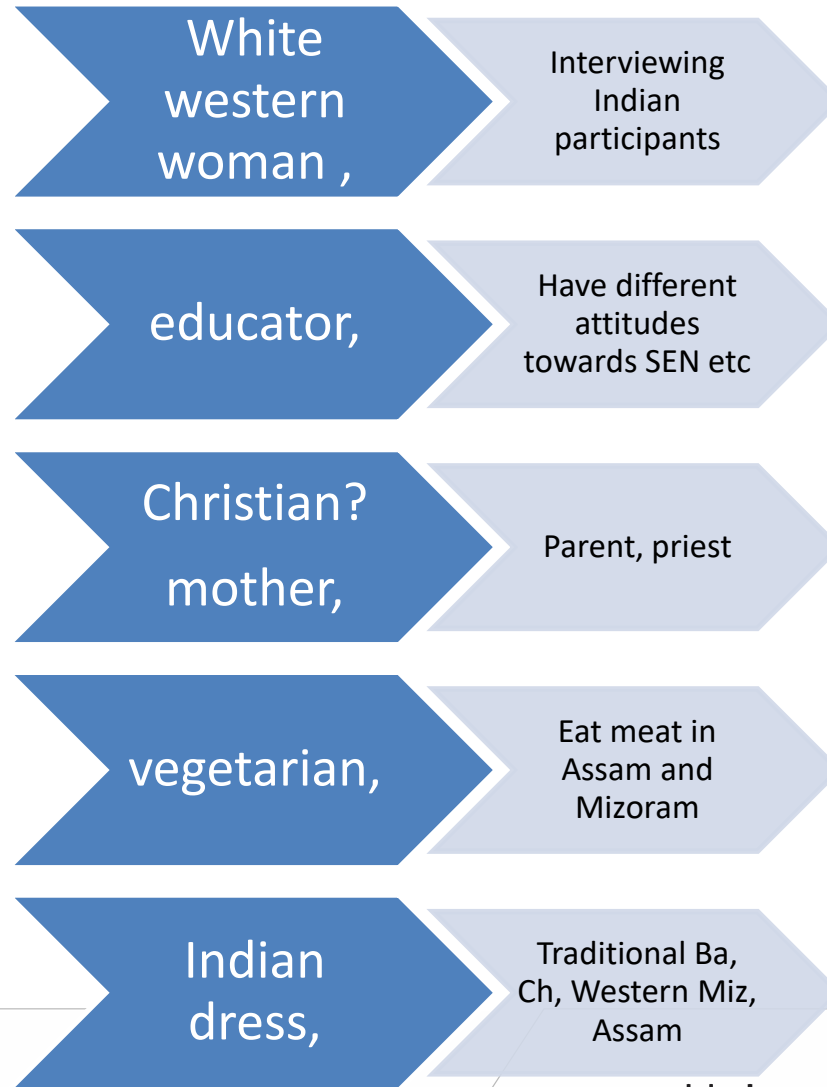 White
western
woman ,
Interviewing
Indian
participants
educator,
Have different
attitudes
towards SEN etc
Christian?
mother,
Parent, priest
vegetarian,
Eat meat in
Assam and
Mizoram
Indian
dress,
Traditional Ba,
Ch, Western Miz,
Assam